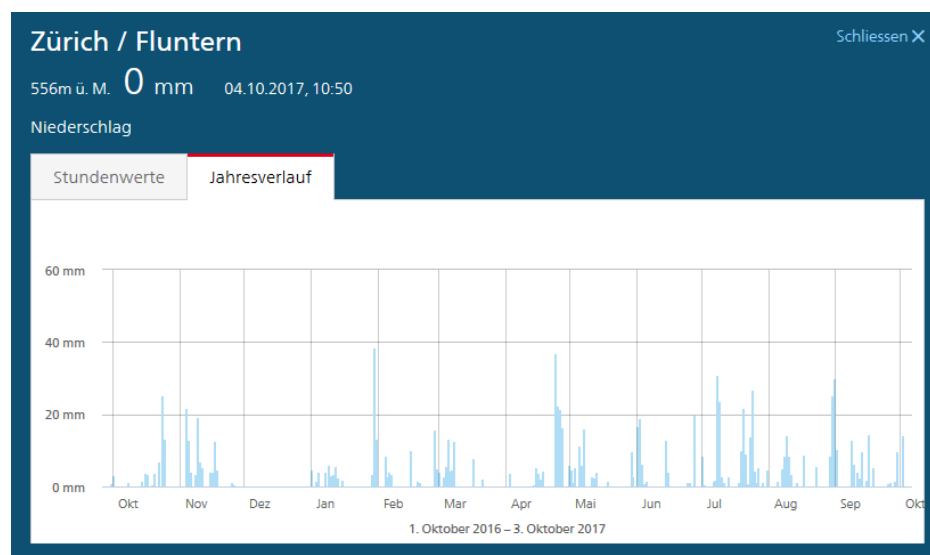 Zürich / Fluntern
Schliessen ✕
556m ü. M. 0 mm 04.10.2017, 10:50
Niederschlag
Stundenwerte Jahresverlauf
60 mm
40 mm
20 mm
0 mm
Okt Nov Dez Jan Feb Mar Apr Mai Jun Jul Aug Sep Okt
1. Oktober 2016 – 3. Oktober 2017